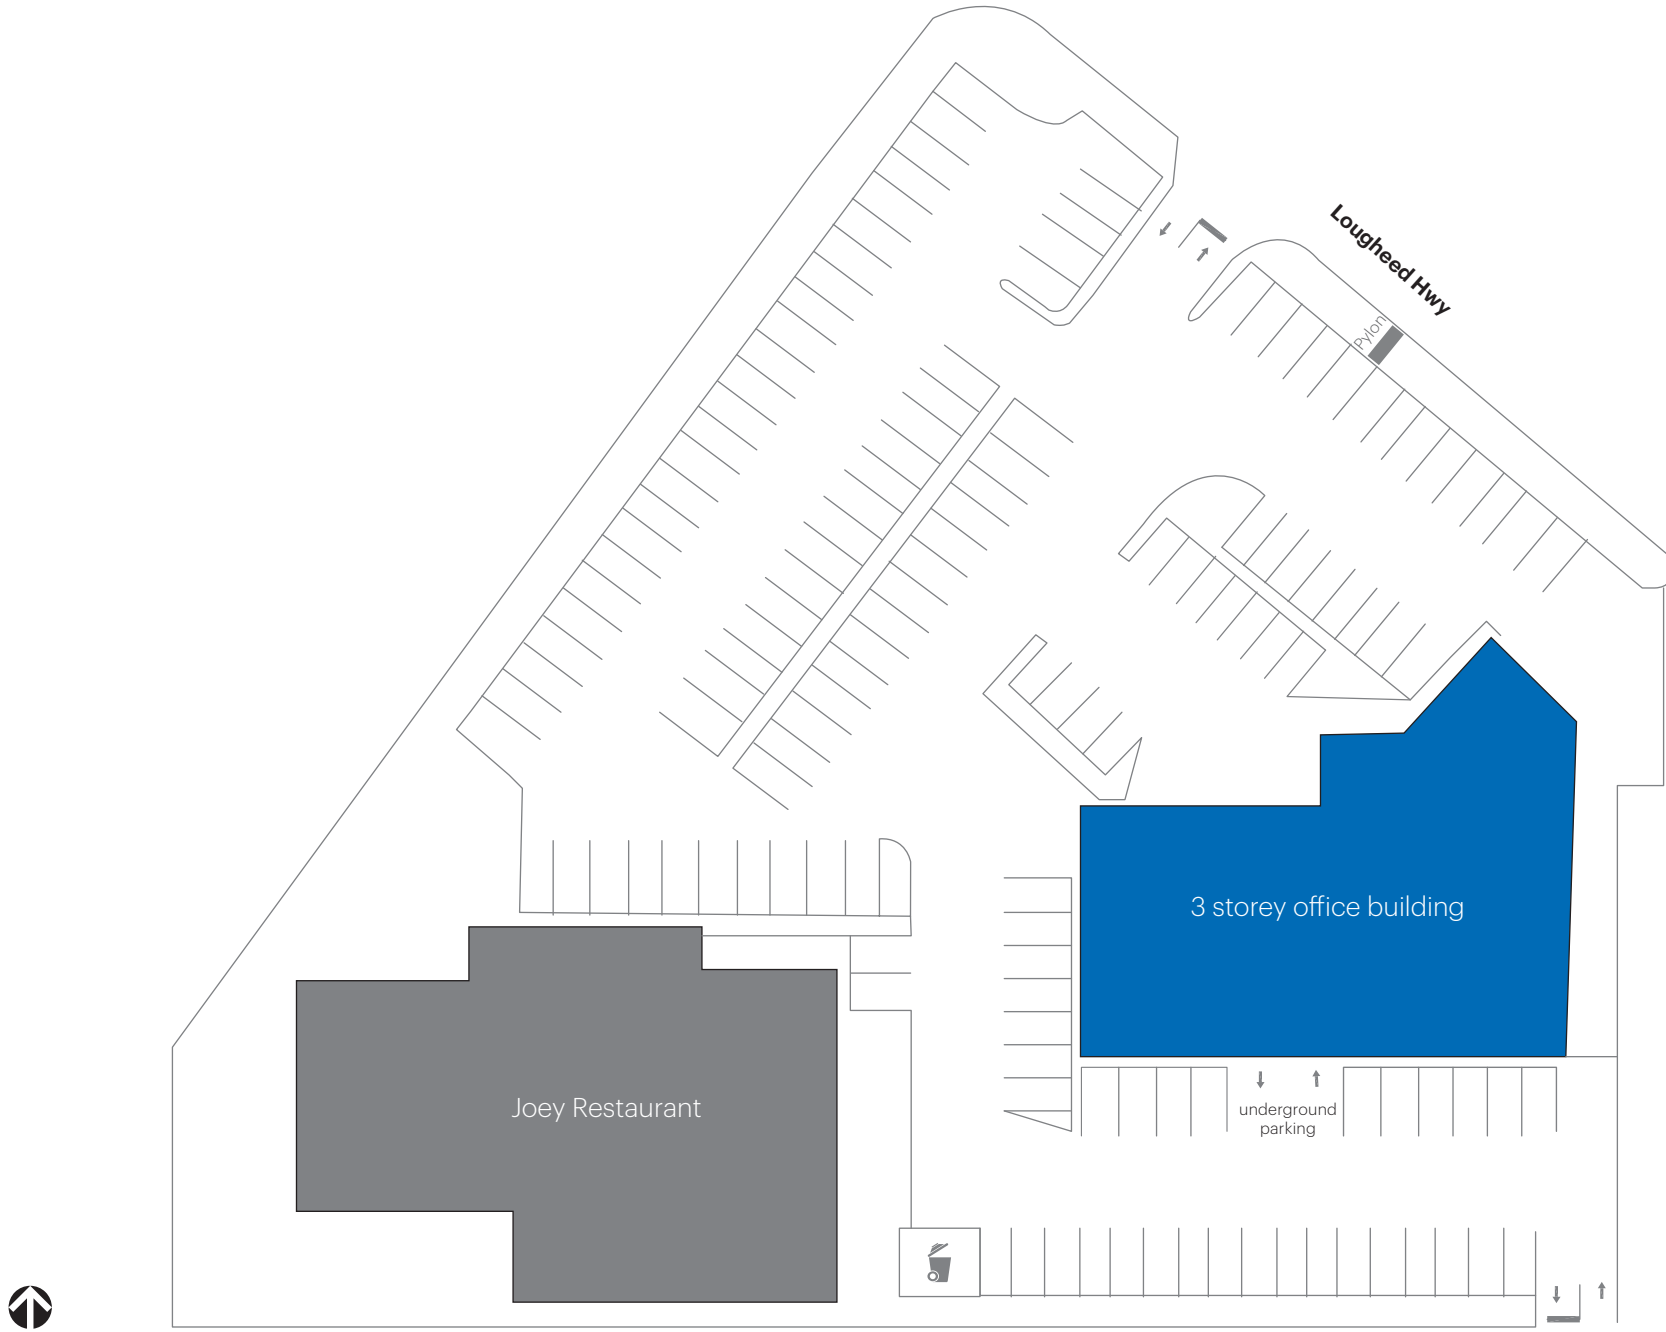 Lougheed Hwy
Pylon
3 storey office building
Joey Restaurant
underground
parking